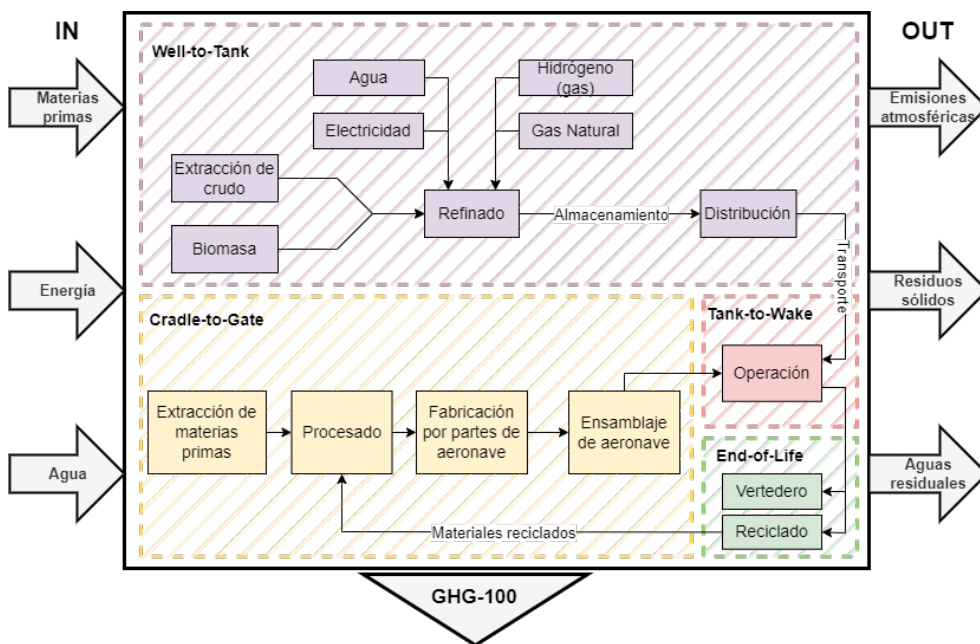 IN
OUT
Well-to-Tank
Materias
primas
Agua
Hidrógeno
(gas)
Emisiones
atmosféricas
Electricidad
Gas Natural
Extracción de
crudo
Refinado
Almacenamiento
Distribución
Biomasa
Transporte
Energía
Residuos
sólidos
Cradle-to-Gate
Tank-to-Wake
Operación
Extracción de
materias
primas
Procesado
Fabricación
por partes de
aeronave
Ensamblaje
de aeronave
End-of-Life
Agua
Vertedero
Aguas
residuales
Materiales reciclados
Reciclado
GHG-100